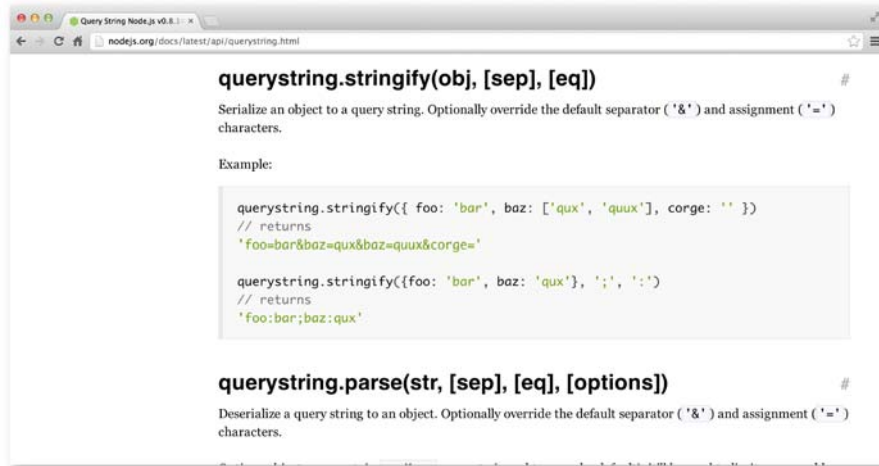 Query String Node.js v0.8.1
nodejs.org/docs/latest/api/querystring.html
querystring.stringify(obj, [sep], [eq])
#
Serialize an object to a query string. Optionally override the default separator ( '&' ) and assignment ( '=' )
characters.
Example:
querystring.stringify({ foo: 'bar', baz: ['qux', 'quux'], corge: '' })
// returns
'foo=bar&baz=qux&baz=quux&corge='
querystring.stringify({foo: 'bar', baz: 'qux'}, ';', ':')
// returns
'foo:bar;baz:qux'
querystring.parse(str, [sep], [eq], [options])
#
Deserialize a query string to an object. Optionally override the default separator ( '&' ) and assignment ( '=' )
characters.